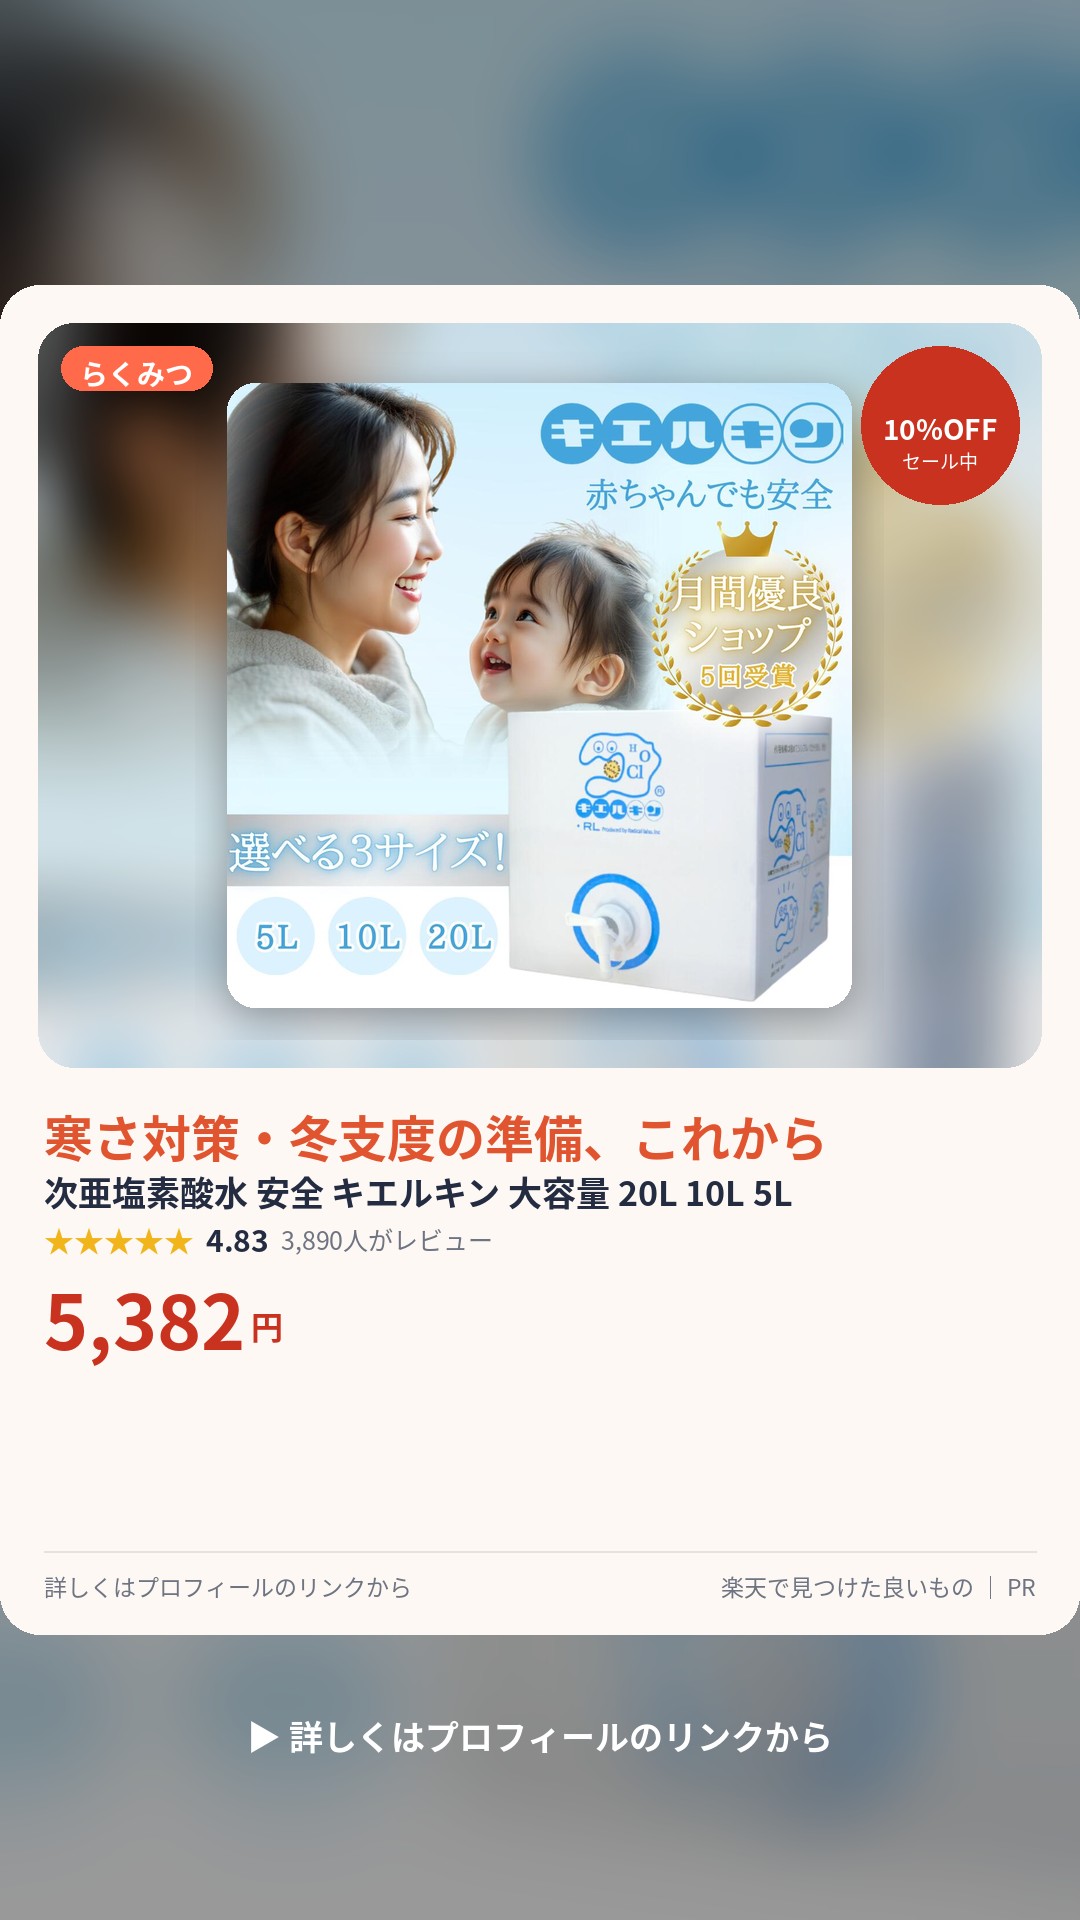 らくみつ
10%OFF
セール中
キエルキン
赤ちゃんでも安全
月間優良
ショップ
5回受賞
HOCl
キエルキン
・RL
選べる3サイズ!
5L 10L 20L
寒さ対策・冬支度の準備、これから
次亜塩素酸水 安全 キエルキン 大容量 20L 10L 5L
★★★★★ 4.83 3,890人がレビュー
5,382円
詳しくはプロフィールのリンクから
楽天で見つけた良いもの｜PR
▶ 詳しくはプロフィールのリンクから